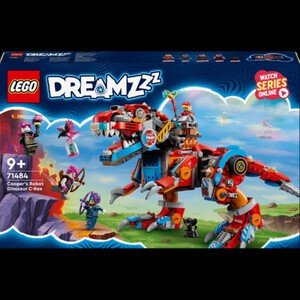 LEGO
DREAMZzz
WATCH
SERIES
ONLINE
9+
71484
Cooper's Robot
Dinosaur C-Rex